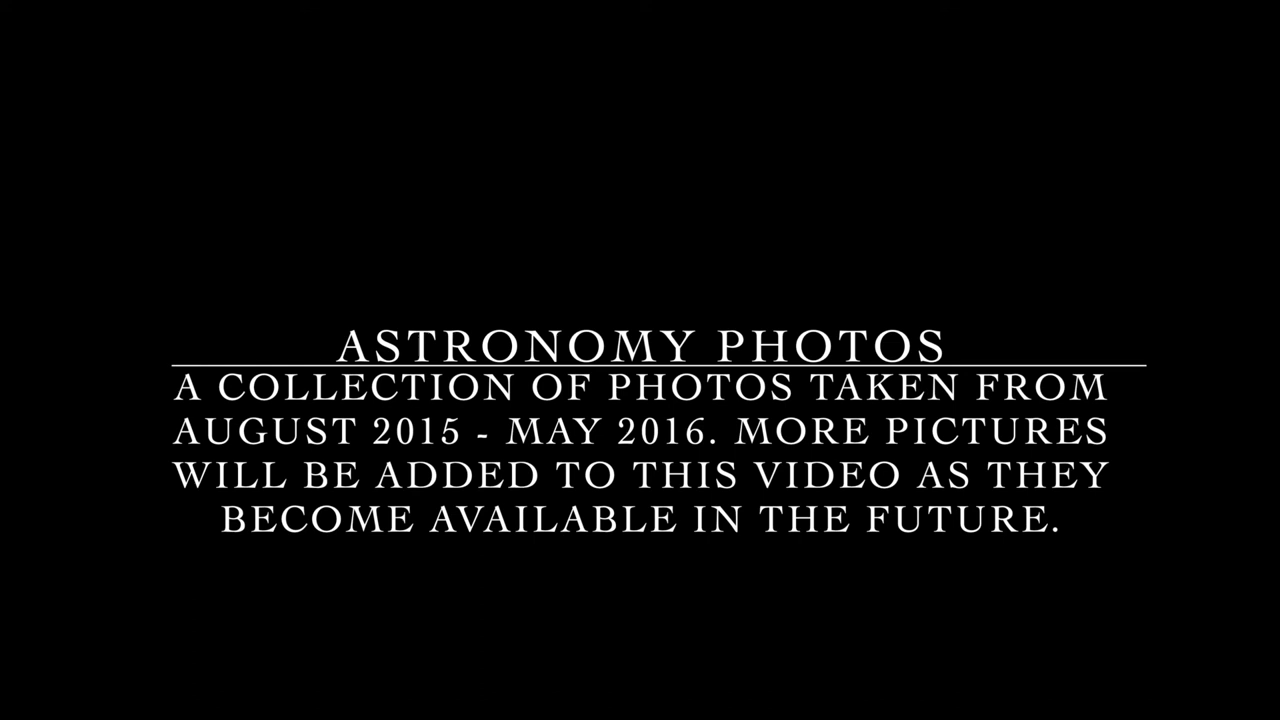 ASTRONOMY PHOTOS
A COLLECTION OF PHOTOS TAKEN FROM
AUGUST 2015 - MAY 2016. MORE PICTURES
WILL BE ADDED TO THIS VIDEO AS THEY
BECOME AVAILABLE IN THE FUTURE.